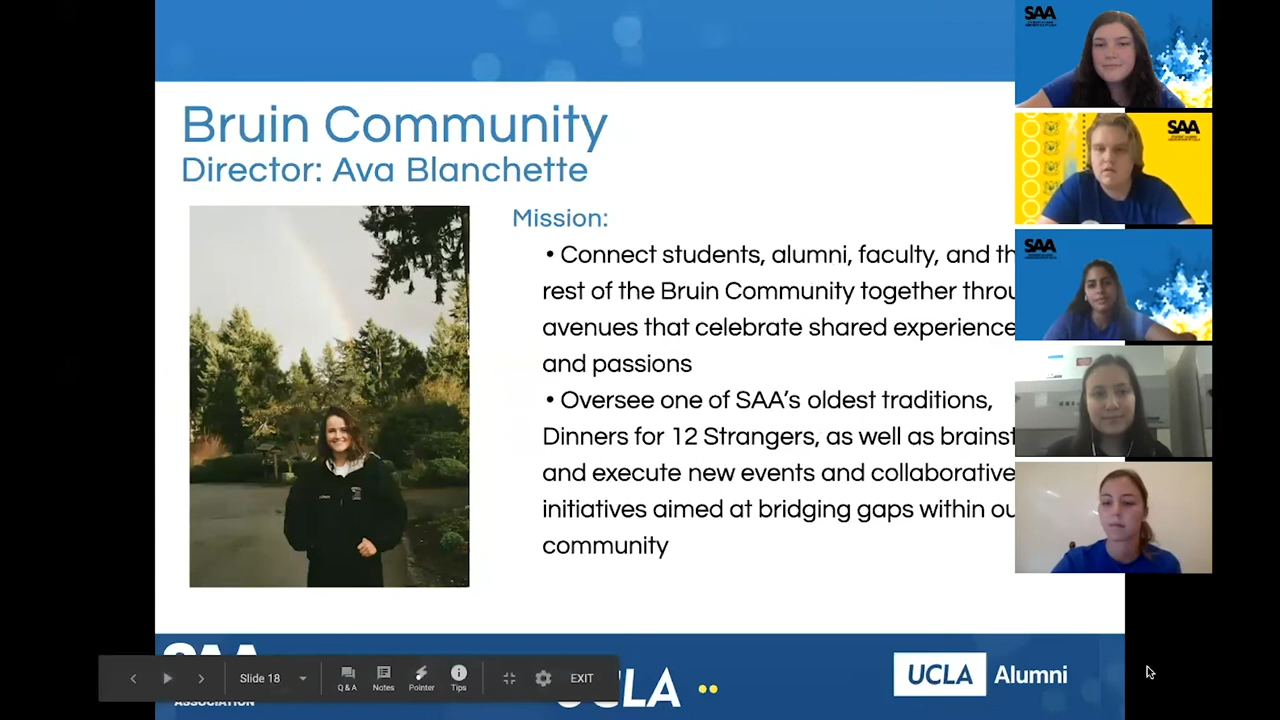 Bruin Community
Director: Ava Blanchette
Mission:
• Connect students, alumni, faculty, and th
rest of the Bruin Community together throu
avenues that celebrate shared experience
and passions
• Oversee one of SAA's oldest traditions,
Dinners for 12 Strangers, as well as brainst
and execute new events and collaborative
initiatives aimed at bridging gaps within ou
community
SAA
SAA
SAA
SAA
ASSOCIATION
UCLA
UCLA Alumni
Slide 18
Q & A
Notes
Pointer
Tips
EXIT